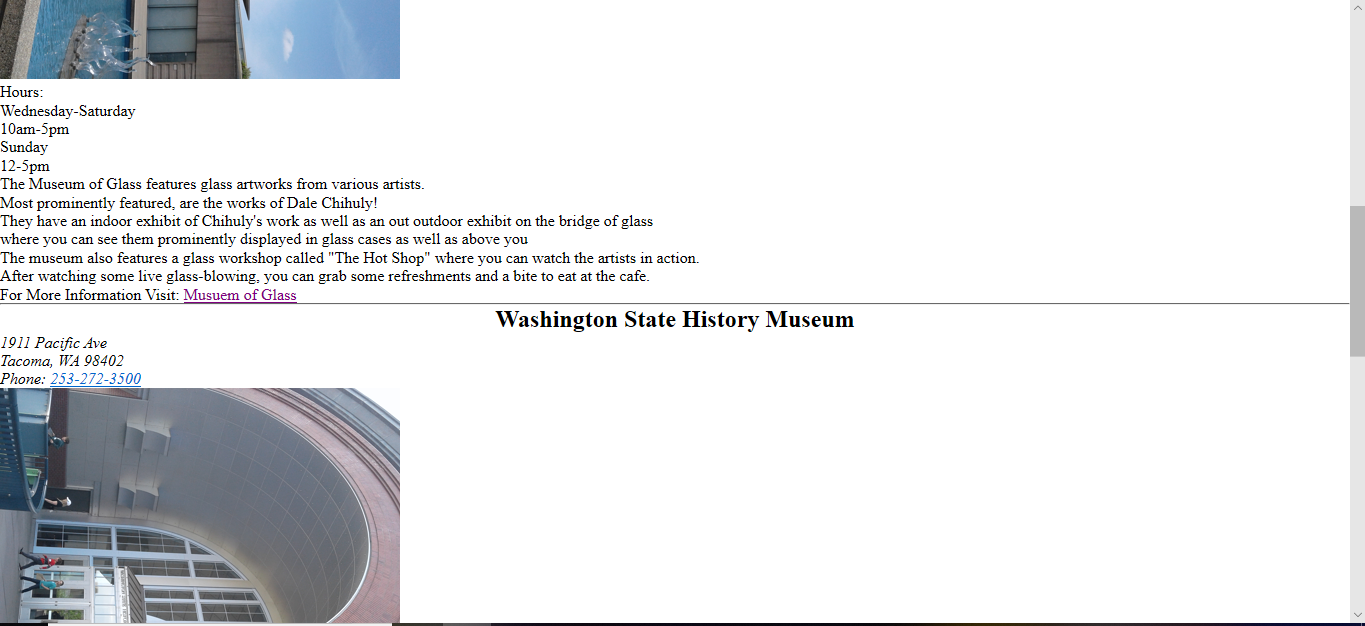 Hours:
Wednesday-Saturday
10am-5pm
Sunday
12-5pm
The Museum of Glass features glass artworks from various artists.
Most prominently featured, are the works of Dale Chihuly!
They have an indoor exhibit of Chihuly's work as well as an out outdoor exhibit on the bridge of glass
where you can see them prominently displayed in glass cases as well as above you
The museum also features a glass workshop called "The Hot Shop" where you can watch the artists in action.
After watching some live glass-blowing, you can grab some refreshments and a bite to eat at the cafe.
For More Information Visit: Musuem of Glass
Washington State History Museum
1911 Pacific Ave
Tacoma, WA 98402
Phone: 253-272-3500